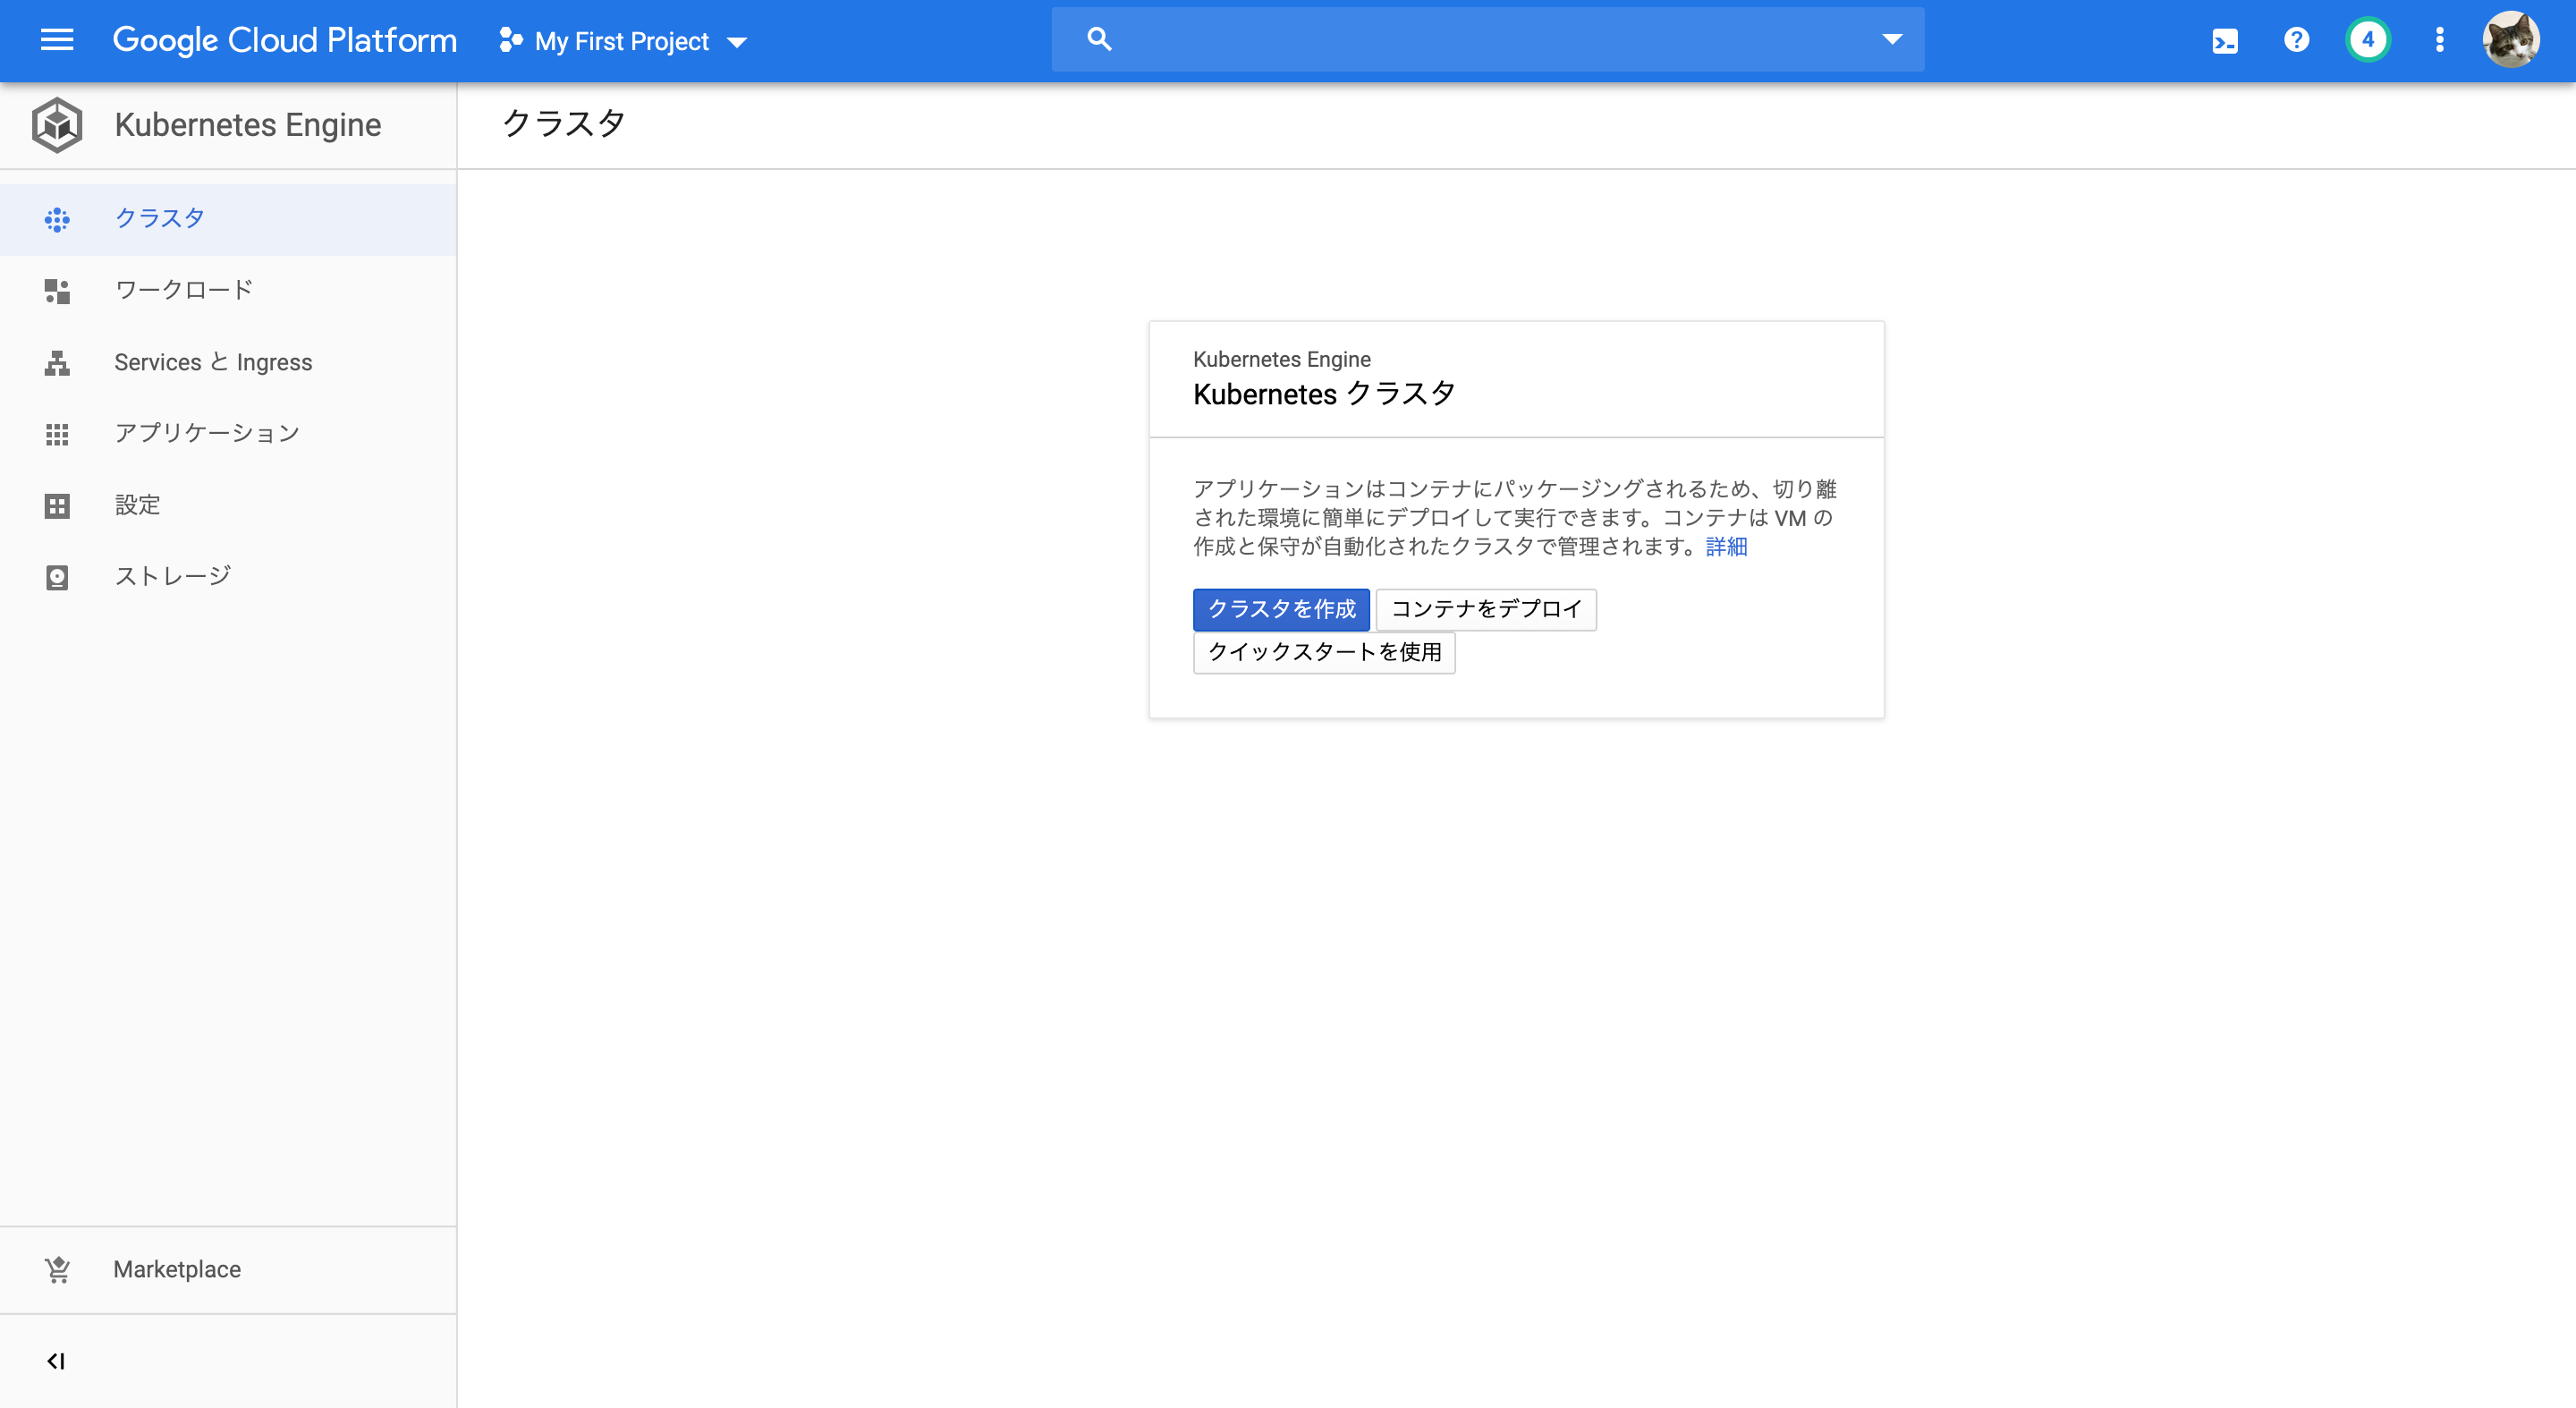 Google Cloud Platform
My First Project
4
Kubernetes Engine
クラスタ
クラスタ
ワークロード
Services と Ingress
アプリケーション
設定
ストレージ
Kubernetes Engine
Kubernetes クラスタ
アプリケーションはコンテナにパッケージングされるため、切り離
された環境に簡単にデプロイして実行できます。コンテナは VM の
作成と保守が自動化されたクラスタで管理されます。詳細
クラスタを作成
コンテナをデプロイ
クイックスタートを使用
Marketplace